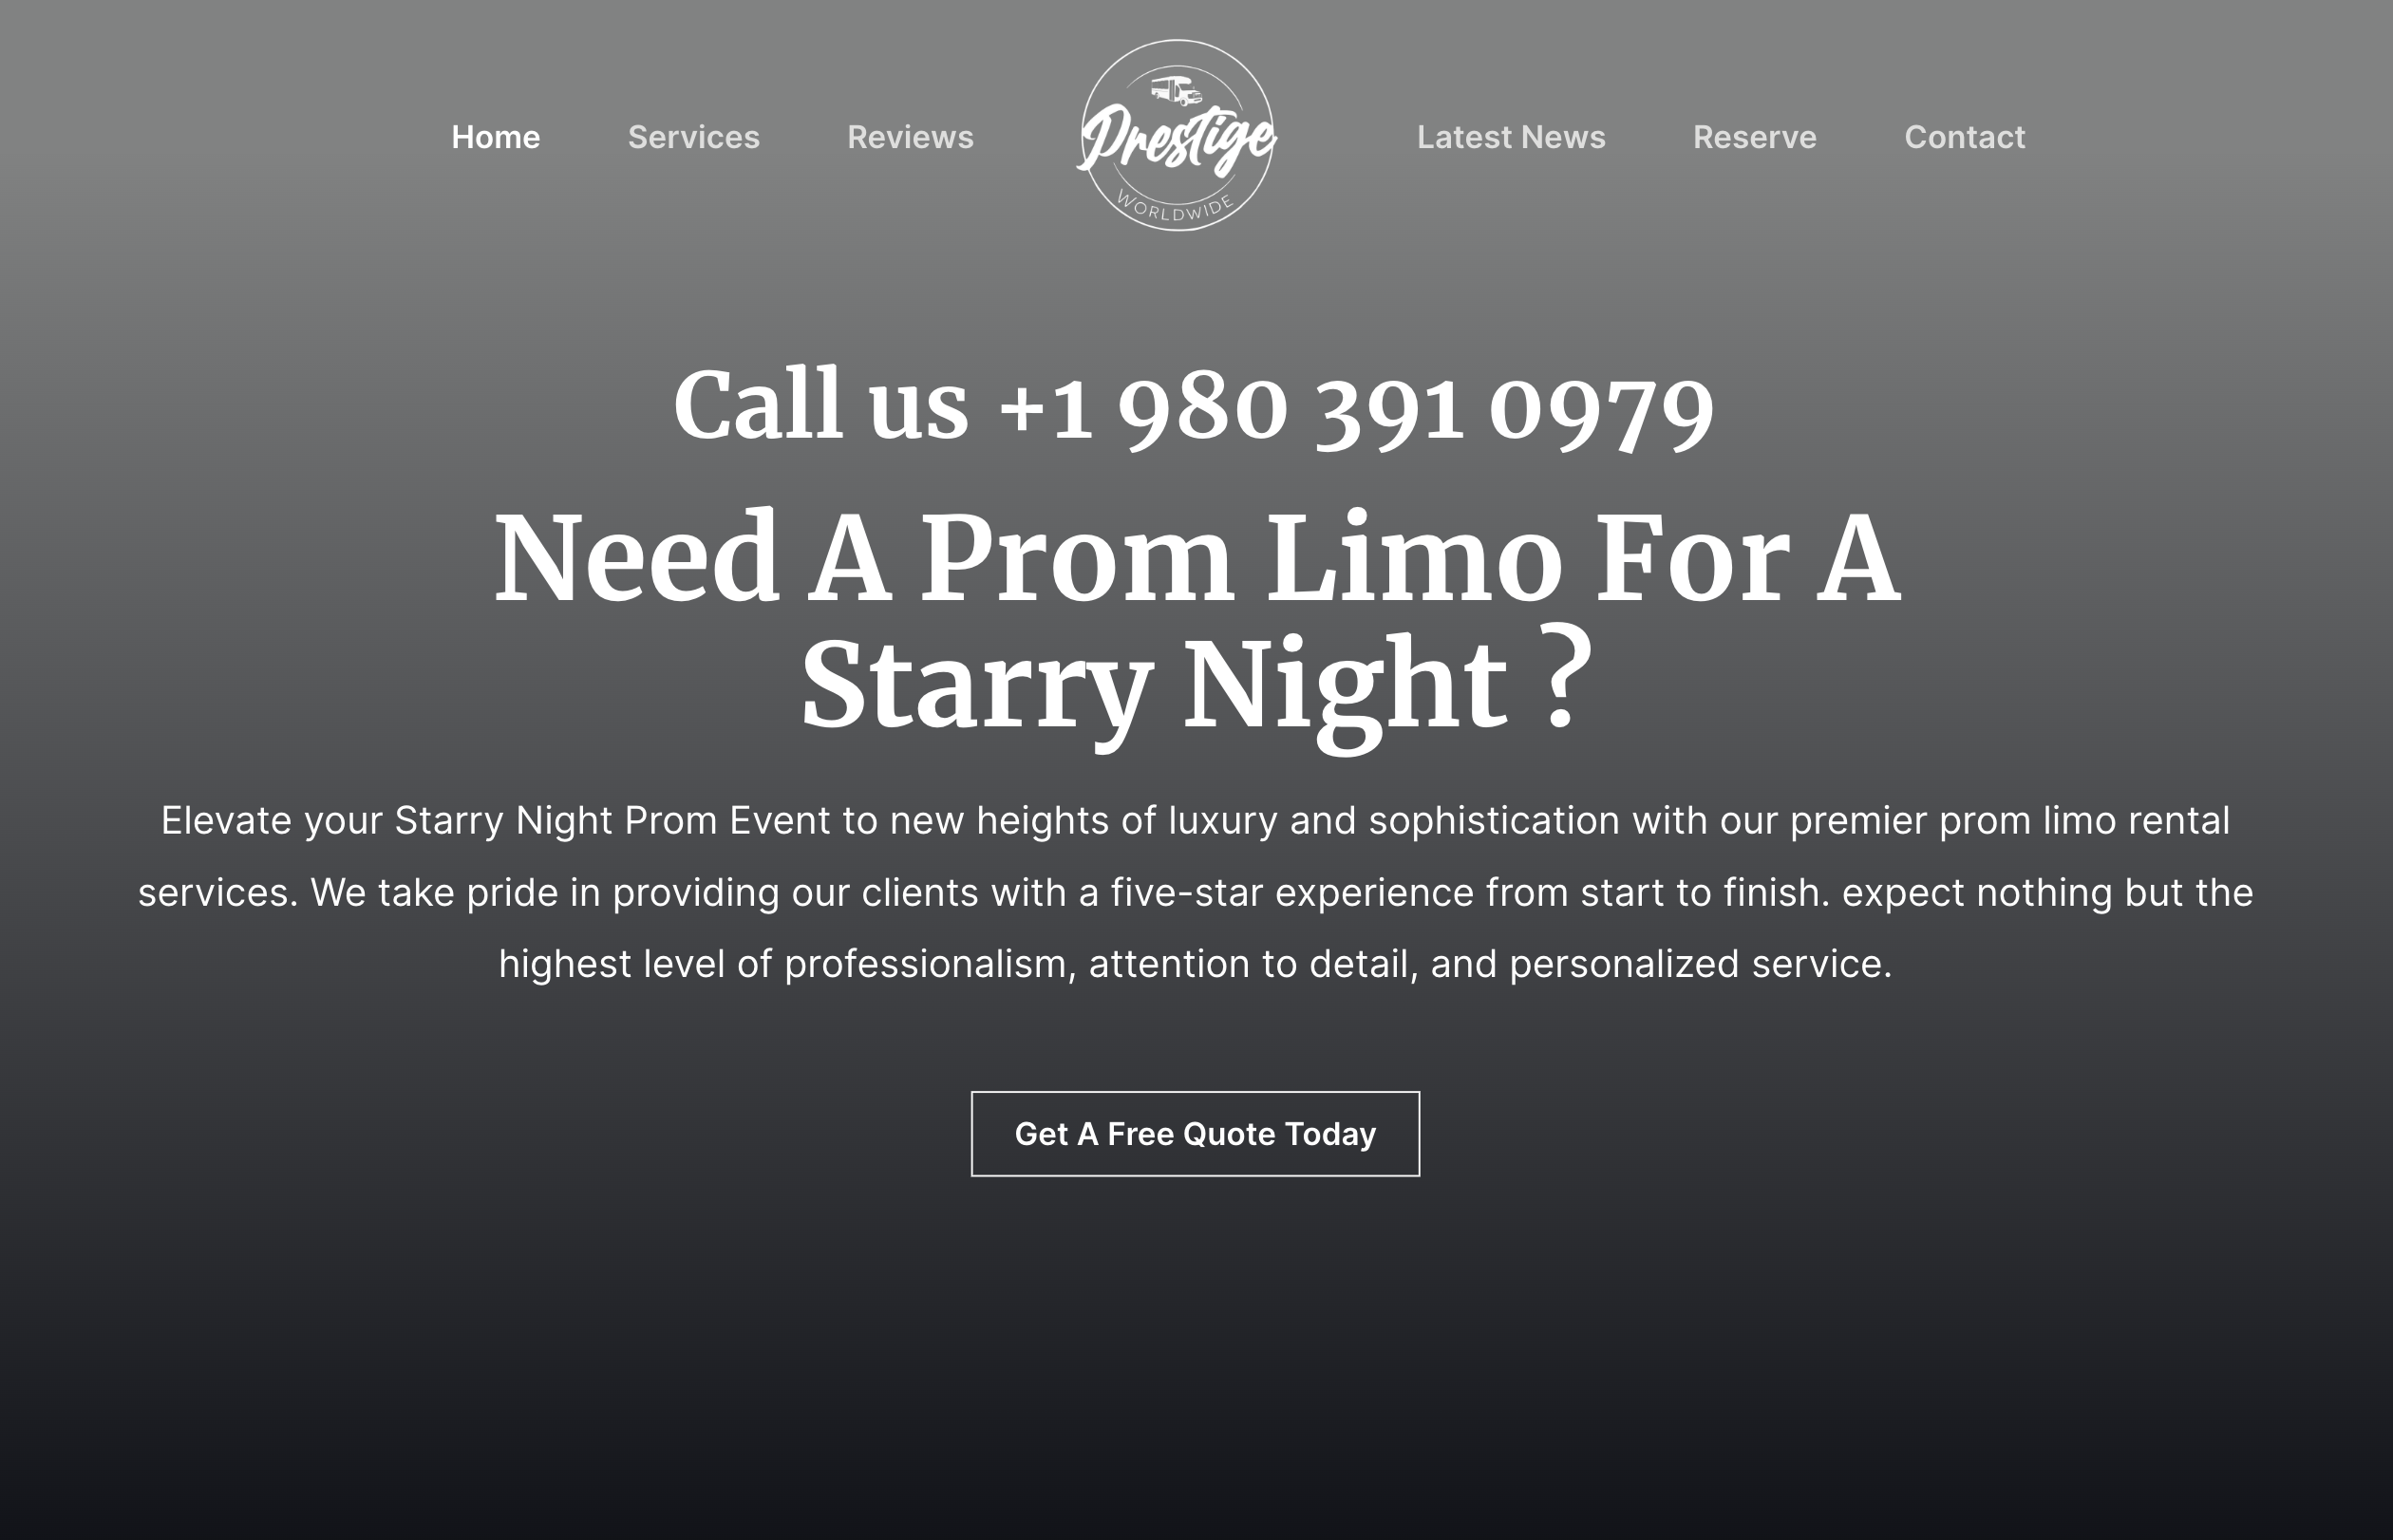 Home Services Reviews Prestige WORLDWIDE Latest News Reserve Contact
Call us +1 980 391 0979
Need A Prom Limo For A
Starry Night ?
Elevate your Starry Night Prom Event to new heights of luxury and sophistication with our premier prom limo rental
services. We take pride in providing our clients with a five-star experience from start to finish. expect nothing but the
highest level of professionalism, attention to detail, and personalized service.
Get A Free Quote Today